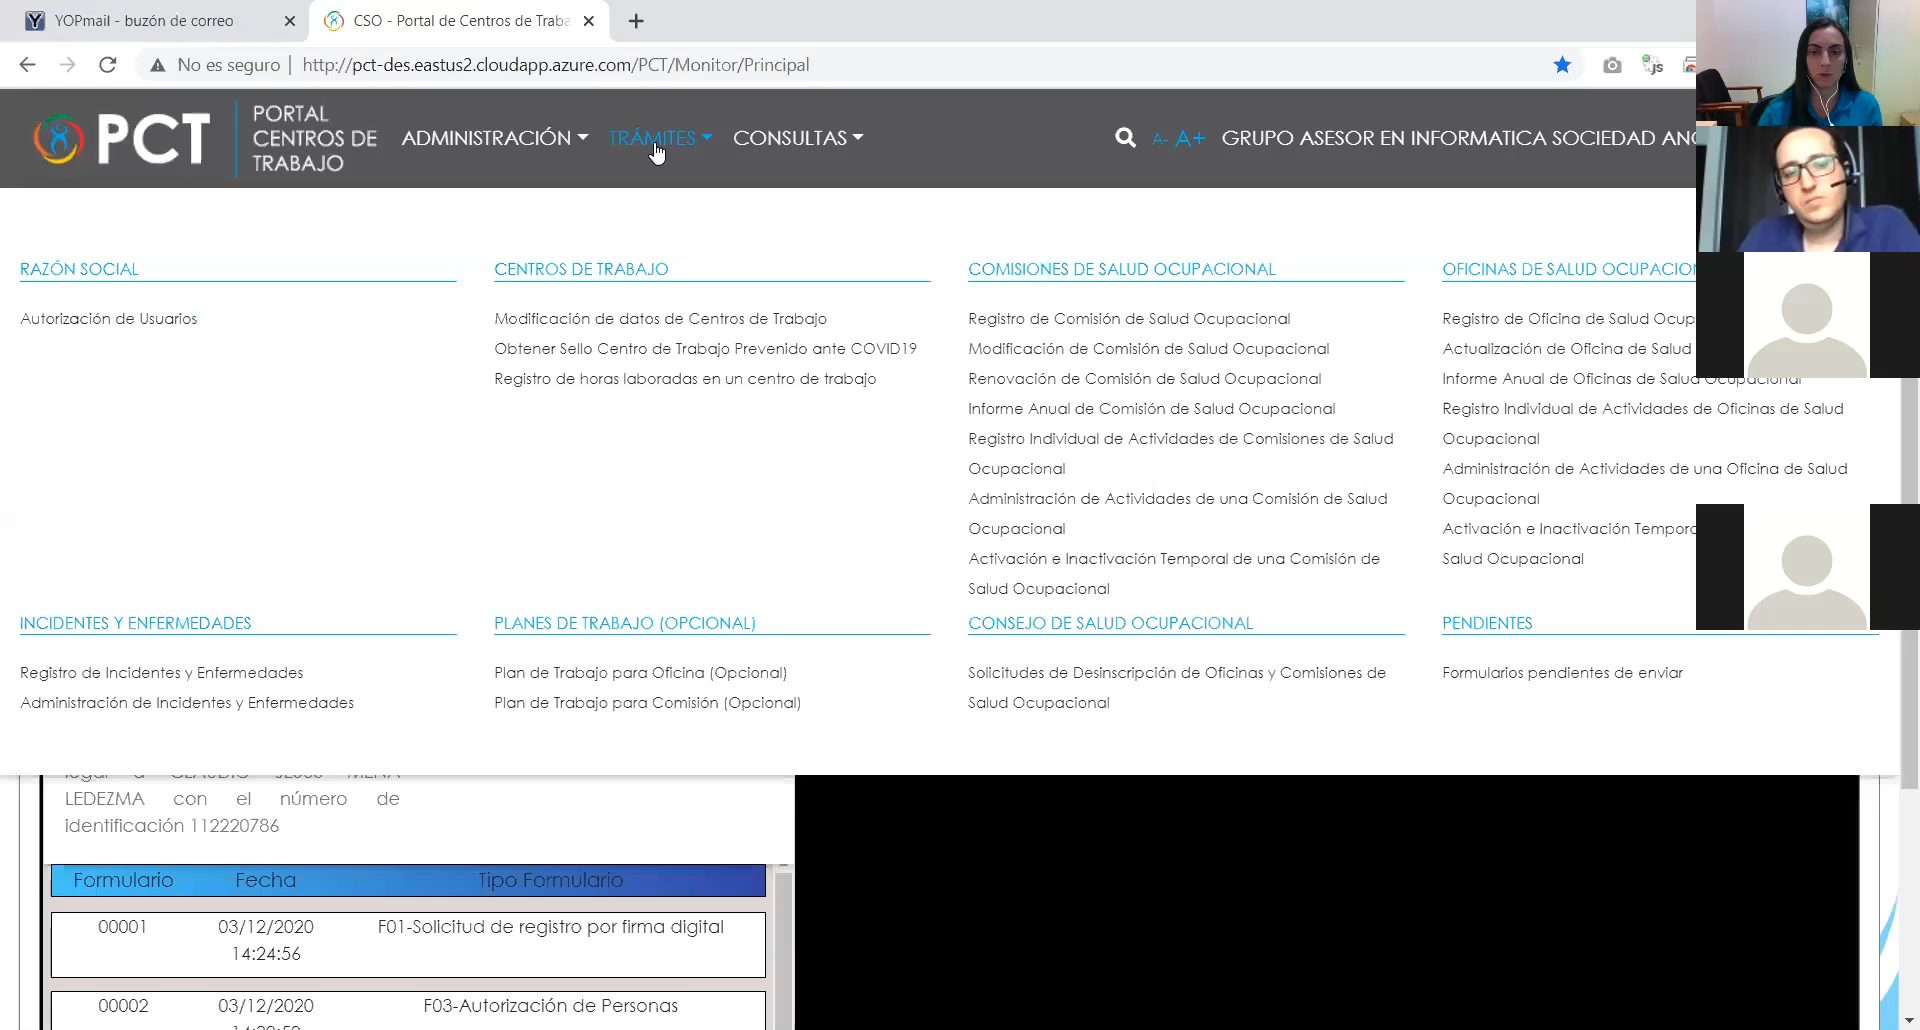 YOPmail - buzón de correo
CSO - Portal de Centros de Traba
No es seguro
http://pct-des.eastus2.cloudapp.azure.com/PCT/Monitor/Principal
PCT
PORTAL
CENTROS DE
TRABAJO
ADMINISTRACIÓN
TRÁMITES
CONSULTAS
A- A+
GRUPO ASESOR EN INFORMATICA SOCIEDAD
RAZÓN SOCIAL
Autorización de Usuarios
CENTROS DE TRABAJO
Modificación de datos de Centros de Trabajo
Obtener Sello Centro de Trabajo Prevenido ante COVID19
Registro de horas laboradas en un centro de trabajo
COMISIONES DE SALUD OCUPACIONAL
Registro de Comisión de Salud Ocupacional
Modificación de Comisión de Salud Ocupacional
Renovación de Comisión de Salud Ocupacional
Informe Anual de Comisión de Salud Ocupacional
Registro Individual de Actividades de Comisiones de Salud
Ocupacional
Administración de Actividades de una Comisión de Salud
Ocupacional
Activación e Inactivación Temporal de una Comisión de
Salud Ocupacional
OFICINAS DE SALUD OCUPACION
Registro de Oficina de Salud Ocup
Actualización de Oficina de Salud
Informe Anual de Oficinas de Salud Ocupacional
Registro Individual de Actividades de Oficinas de Salud
Ocupacional
Administración de Actividades de una Oficina de Salud
Ocupacional
Activación e Inactivación Tempora
Salud Ocupacional
INCIDENTES Y ENFERMEDADES
Registro de Incidentes y Enfermedades
Administración de Incidentes y Enfermedades
PLANES DE TRABAJO (OPCIONAL)
Plan de Trabajo para Oficina (Opcional)
Plan de Trabajo para Comisión (Opcional)
CONSEJO DE SALUD OCUPACIONAL
Solicitudes de Desinscripción de Oficinas y Comisiones de
Salud Ocupacional
PENDIENTES
Formularios pendientes de enviar
LEDEZMA con el número de
identificación 112220786
Formulario Fecha Tipo Formulario
00001 03/12/2020 F01-Solicitud de registro por firma digital
14:24:56
00002 03/12/2020 F03-Autorización de Personas